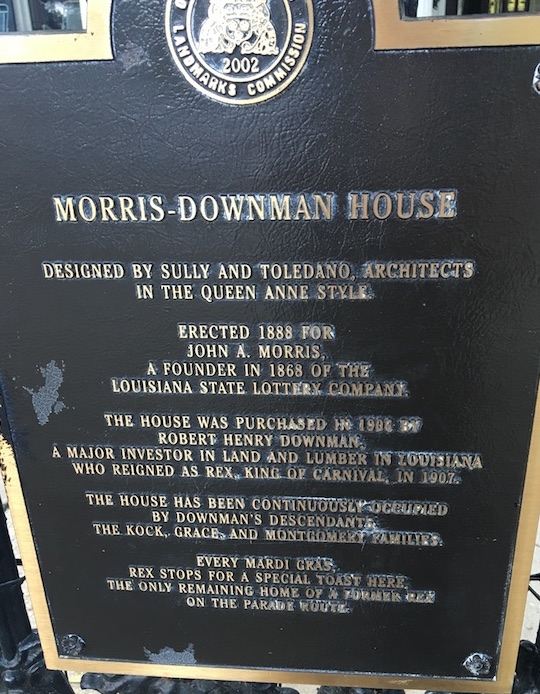 O LANDMARKS COMMISSION
2002
MORRIS-DOWNMAN HOUSE
DESIGNED BY SULLY AND TOLEDANO, ARCHITECTS
IN THE QUEEN ANNE STYLE.
ERECTED 1888 FOR
JOHN A. MORRIS,
A FOUNDER IN 1868 OF THE
LOUISIANA STATE LOTTERY COMPANY.
THE HOUSE WAS PURCHASED IN BY
ROBERT HENRY DOWNMAN,
A MAJOR INVESTOR IN LAND AND LUMBER IN LOUISIANA
WHO REIGNED AS REX, KING OF CARNIVAL, IN 1907.
THE HOUSE HAS BEEN CONTINUOUSLY OCCUPIED
BY DOWNMAN'S DESCENDANTS,
THE KOCK, GRACE, AND MONTGOMERY FAMILIES.
EVERY MARDI GRAS,
REX STOPS FOR A SPECIAL TOAST HERE,
THE ONLY REMAINING HOME OF A FORMER REX
ON THE PARADE ROUTE.